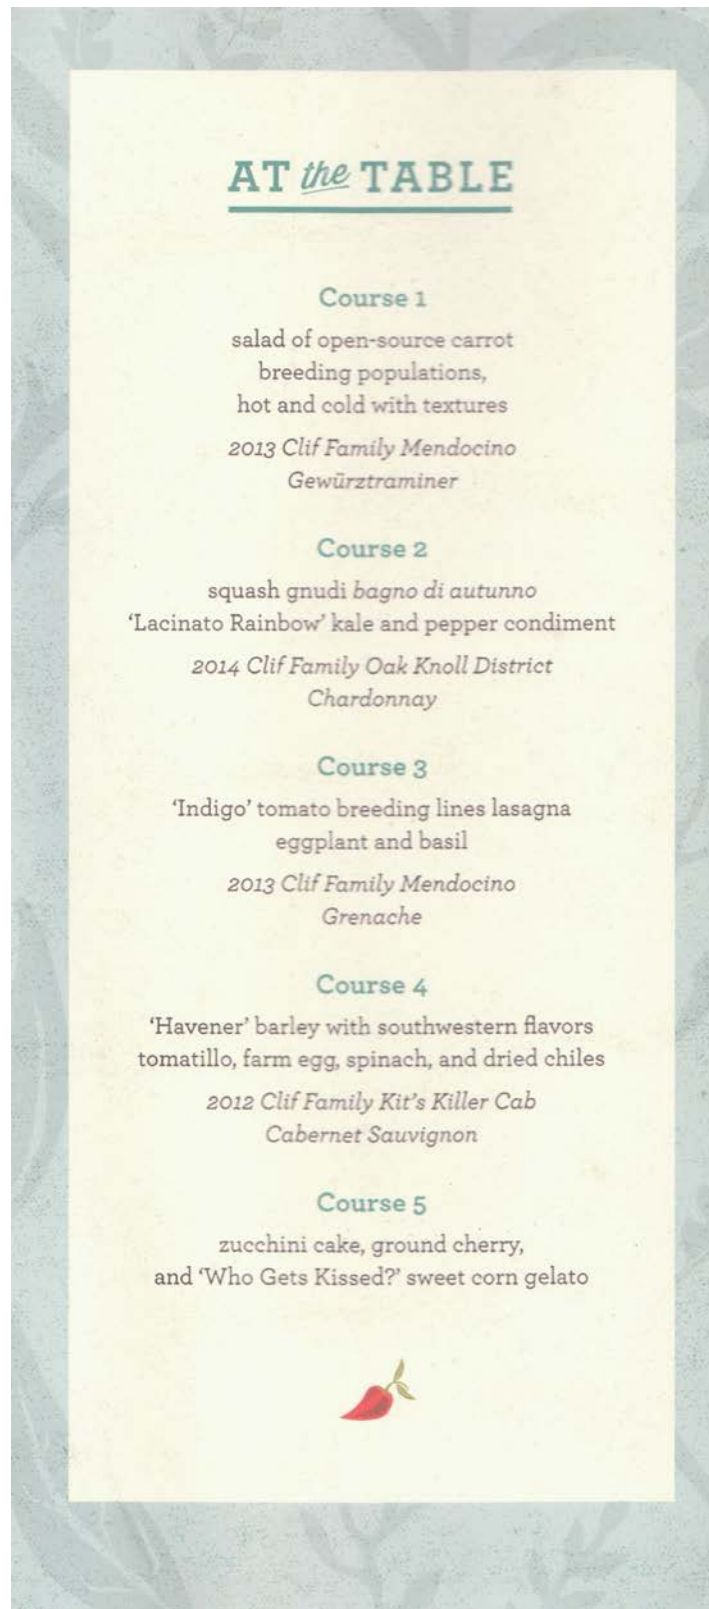 AT the TABLE
Course 1
salad of open-source carrot
breeding populations,
hot and cold with textures
2013 Clif Family Mendocino
Gewürztraminer
Course 2
squash gnudi bagno di autunno
‘Lacinato Rainbow’ kale and pepper condiment
2014 Clif Family Oak Knoll District
Chardonnay
Course 3
‘Indigo’ tomato breeding lines lasagna
eggplant and basil
2013 Clif Family Mendocino
Grenache
Course 4
‘Havener’ barley with southwestern flavors
tomatillo, farm egg, spinach, and dried chiles
2012 Clif Family Kit’s Killer Cab
Cabernet Sauvignon
Course 5
zucchini cake, ground cherry,
and ‘Who Gets Kissed?’ sweet corn gelato